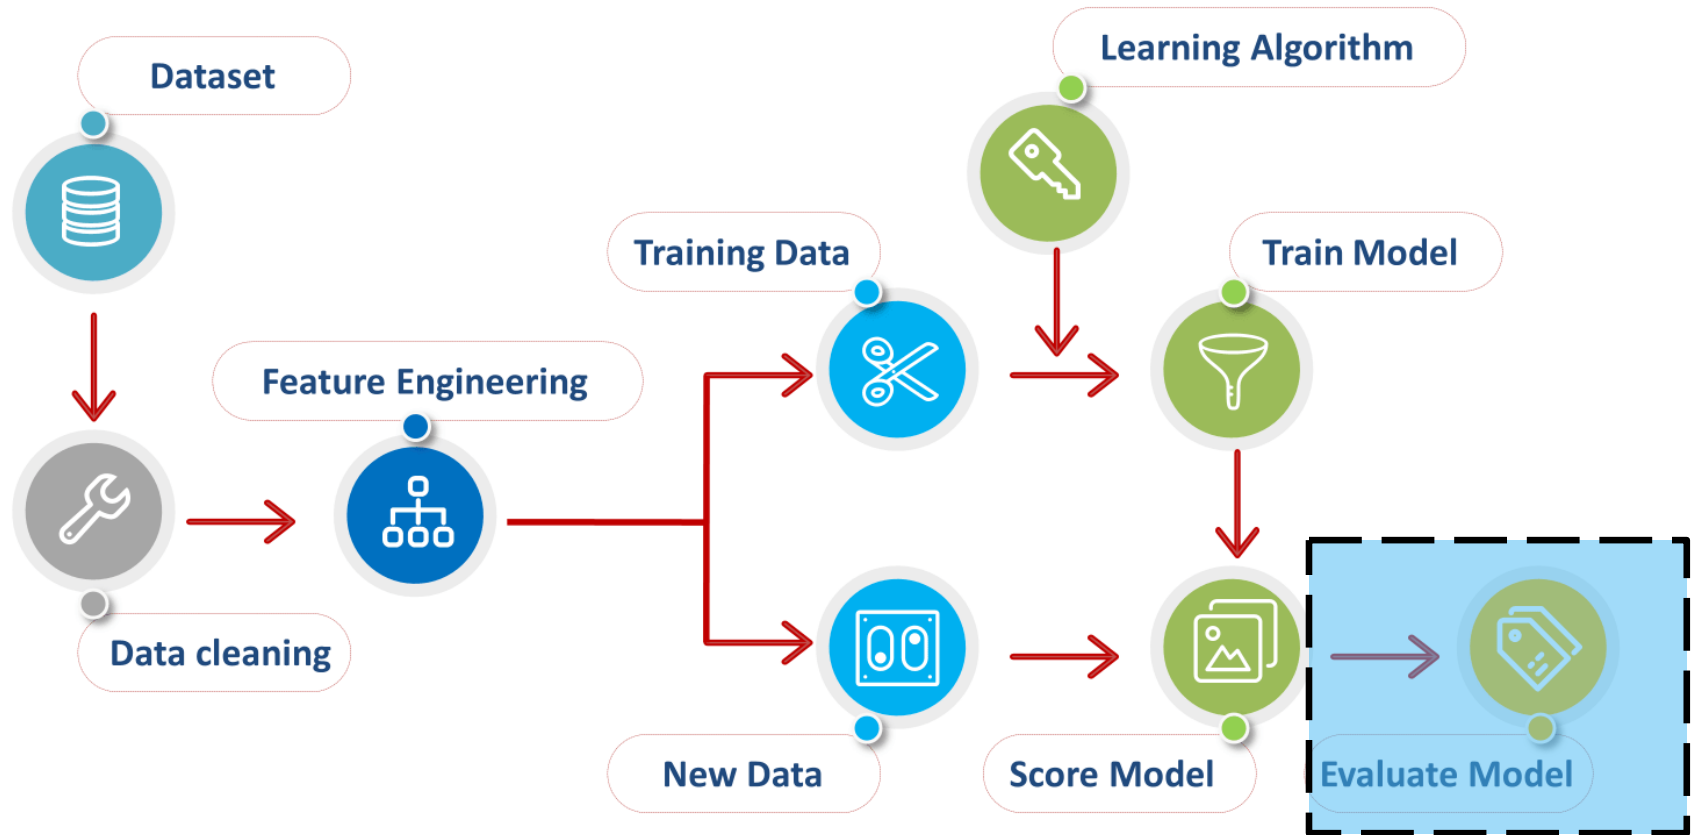 Dataset
Learning Algorithm
Training Data
Train Model
Feature Engineering
Data cleaning
New Data
Score Model
Evaluate Model